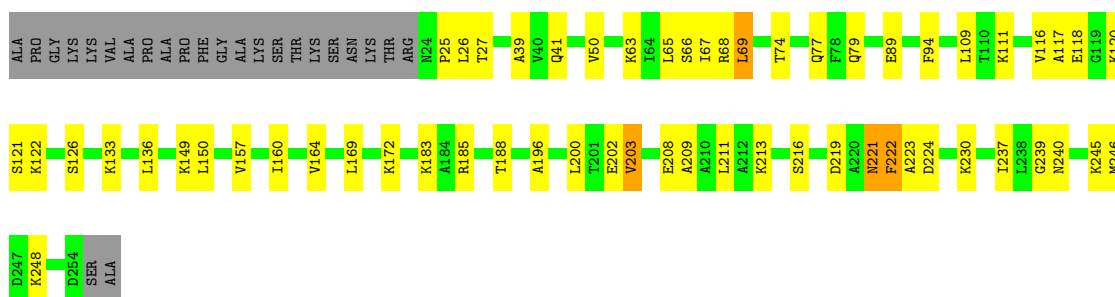 ALA PRO GLY LYS LYS VAL ALA PRO ALA PRO PHE GLY ALA LYS SER THR LYS SER ASN LYS THR ARG N24 P25 L26 T27 A39 V40 Q41 V50 K63 I64 L65 S66 I67 R68 L69 T74 Q77 F78 Q79 E89 F94 L109 T110 K111 V116 A117 E118 G119 K120
S121 K122 S126 K133 L136 K149 L150 V157 I160 V164 L169 K172 K183 A184 R185 T188 A196 L200 T201 E202 V203 E208 A209 A210 L211 A212 K213 S216 D219 A220 N221 F222 A223 D224 K230 I237 L238 G239 N240 K245 M246
D247 K248 D254 SER ALA